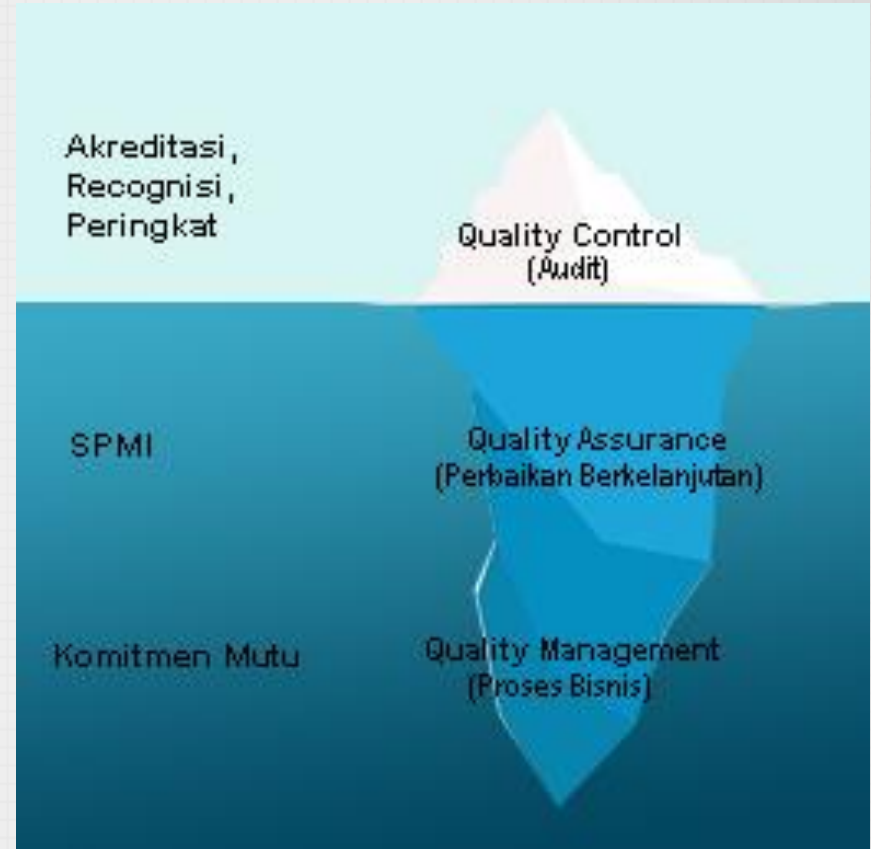 Akreditasi,
Recognisi,
Peringkat
Quality Control
(Audit)
SPMI
Quality Assurance
(Perbaikan Berkelanjutan)
Komitmen Mutu
Quality Management
(Proses Bisnis)